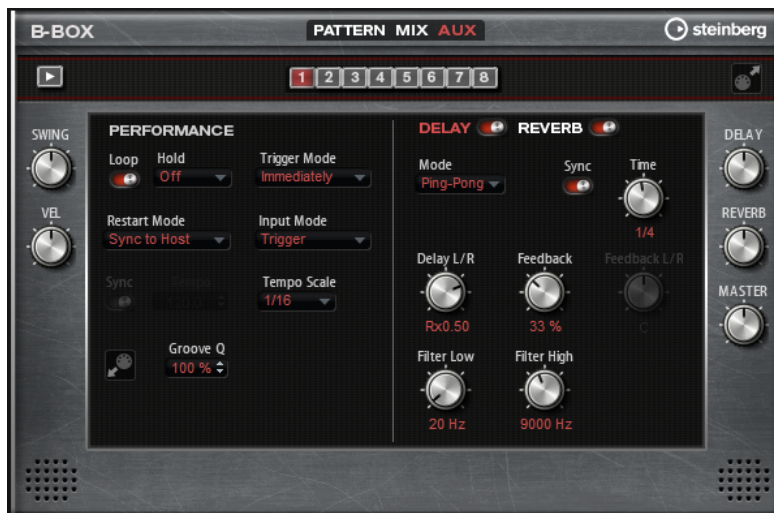 B-BOX
PATTERN MIX AUX
steinberg
1 2 3 4 5 6 7 8
SWING
VEL
PERFORMANCE
Loop
Hold
Off
Trigger Mode
Immediately
Restart Mode
Sync to Host
Input Mode
Trigger
Sync
Tempo
Tempo Scale
1/16
Groove Q
100 %
DELAY
REVERB
Mode
Ping-Pong
Sync
Time
1/4
Delay L/R
Rx0.50
Feedback
33 %
Feedback L/R
C
Filter Low
20 Hz
Filter High
9000 Hz
DELAY
REVERB
MASTER